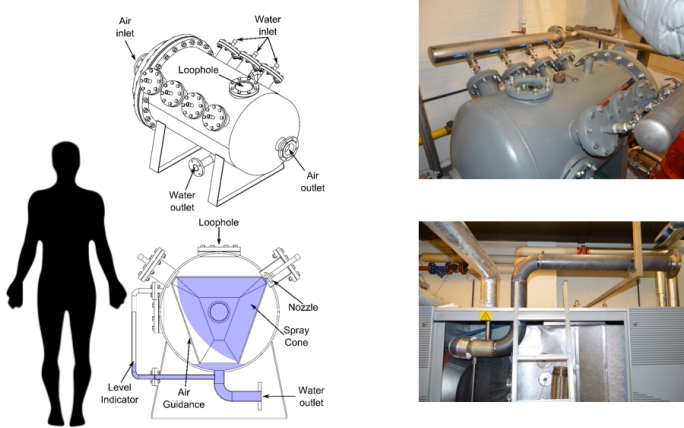 Air
inlet
Water
inlet
Loophole
Water
outlet
Air
outlet
Loophole
Nozzle
Spray
Cone
Level
Indicator
Air
Guidance
Water
outlet